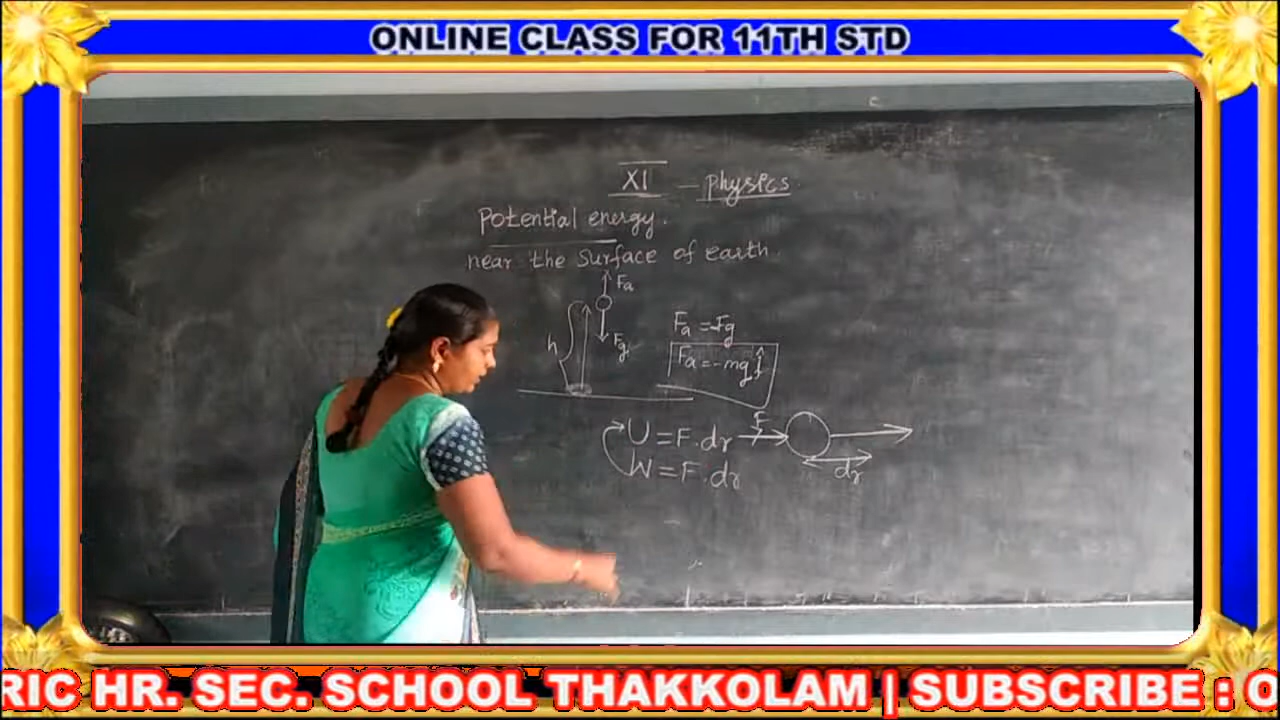 ONLINE CLASS FOR 11TH STD
XI - Physics
Potential energy.
near the surface of earth.
Fa
h
Fg
Fa = -Fg
Fa = -mg ĵ
U = F.dr
F
W = F.dr
dr
RIC HR. SEC. SCHOOL THAKKOLAM | SUBSCRIBE :